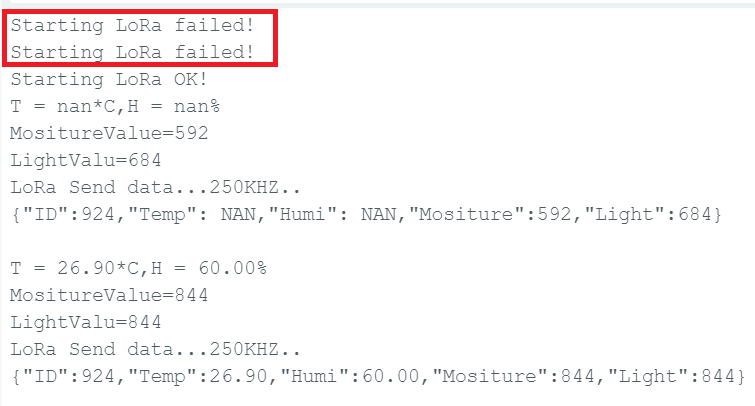 Starting LoRa failed!
Starting LoRa failed!
Starting LoRa OK!
T = nan*C,H = nan%
MositureValue=592
LightValu=684
LoRa Send data...250KHZ..
{"ID":924,"Temp": NAN,"Humi": NAN,"Mositure":592,"Light":684}
T = 26.90*C,H = 60.00%
MositureValue=844
LightValu=844
LoRa Send data...250KHZ..
{"ID":924,"Temp":26.90,"Humi":60.00,"Mositure":844,"Light":844}